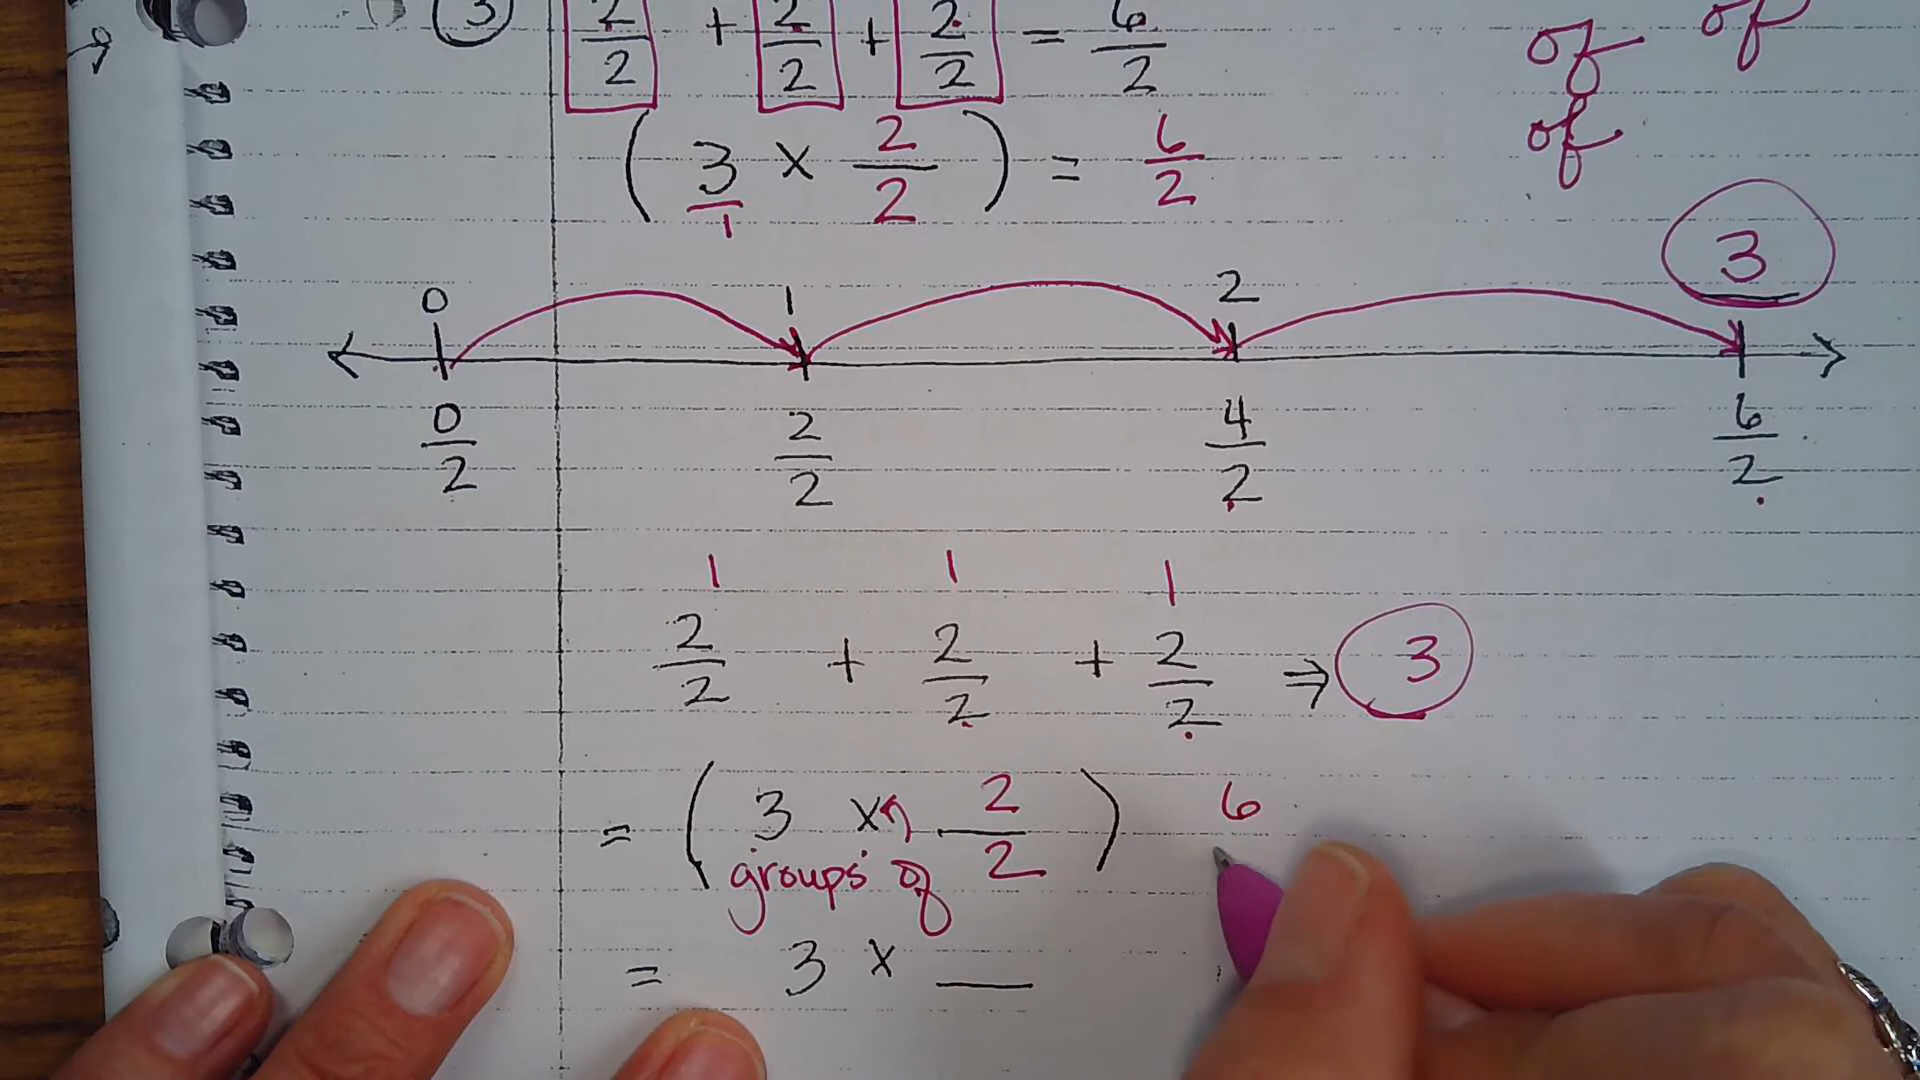 ③ 2/2 + 2/2 + 2/2 = 6/2
of of
(3/1 × 2/2) = 6/2
of
0 1 2 3
0/2 2/2 4/2 6/2
1 1 1
2/2 + 2/2 + 2/2 ⇒ 3
= (3 × 2/2) 6
groups of
= 3 × __